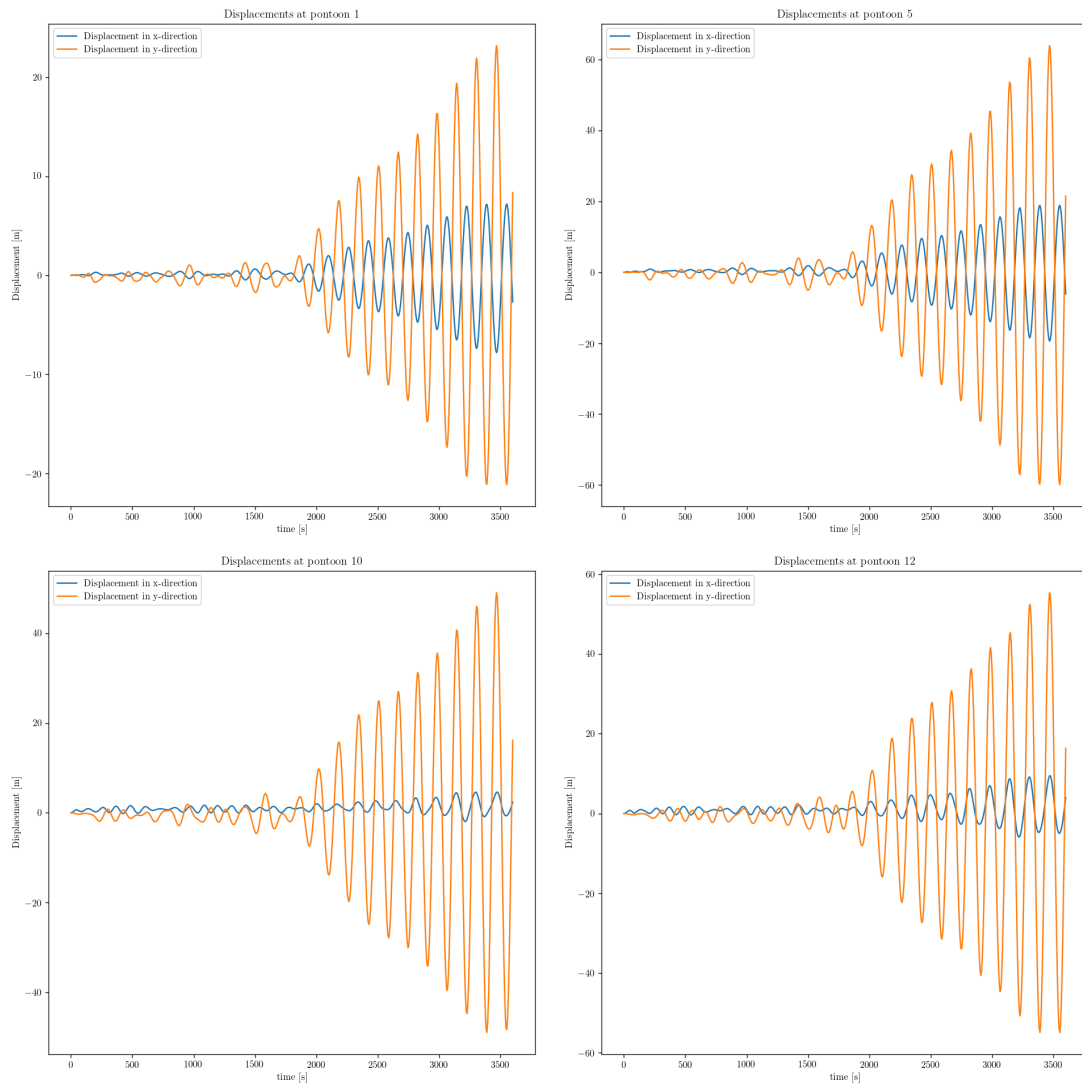 Displacements at pontoon 1
Displacement in x-direction
Displacement in y-direction
20
10
0
−10
−20
Displacement [m]
0
500
1000
1500
2000
2500
3000
3500
time [s]
Displacements at pontoon 5
Displacement in x-direction
Displacement in y-direction
60
40
20
0
−20
−40
−60
Displacement [m]
0
500
1000
1500
2000
2500
3000
3500
time [s]
Displacements at pontoon 10
Displacement in x-direction
Displacement in y-direction
40
20
0
−20
−40
Displacement [m]
0
500
1000
1500
2000
2500
3000
3500
time [s]
Displacements at pontoon 12
Displacement in x-direction
Displacement in y-direction
60
40
20
0
−20
−40
−60
Displacement [m]
0
500
1000
1500
2000
2500
3000
3500
time [s]